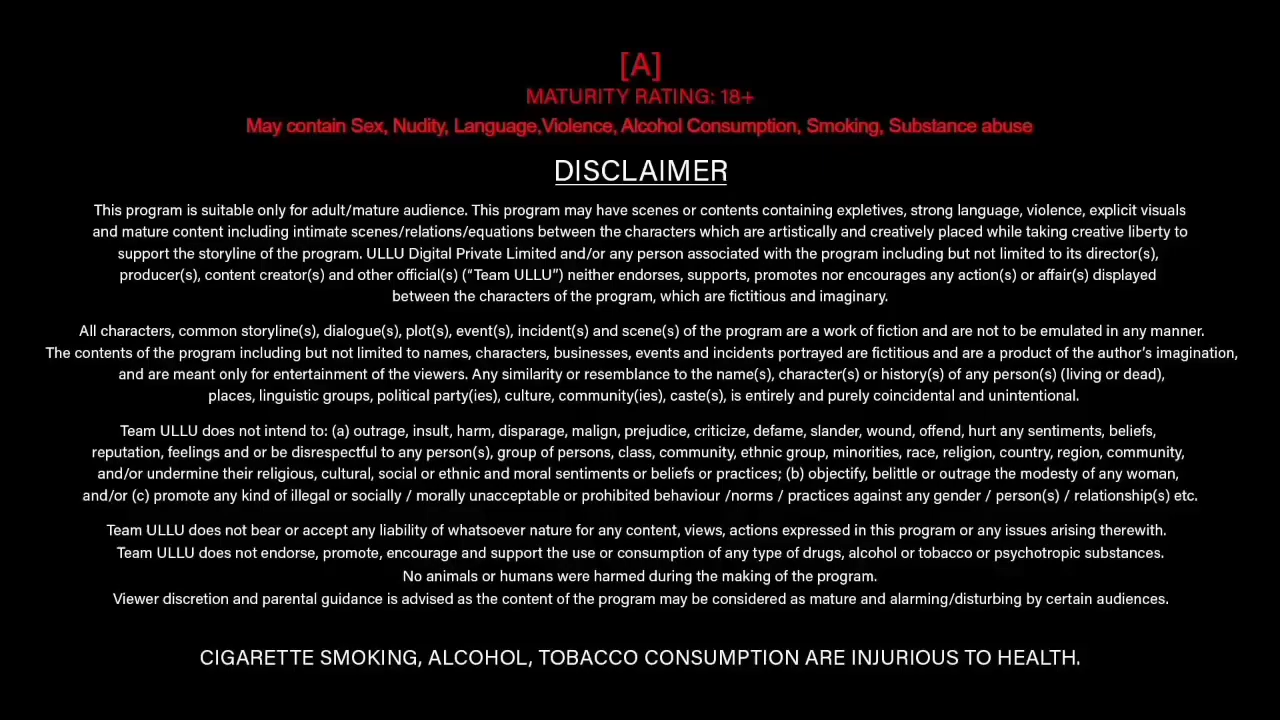 [A]
MATURITY RATING: 18+
May contain Sex, Nudity, Language,Violence, Alcohol Consumption, Smoking, Substance abuse
DISCLAIMER
This program is suitable only for adult/mature audience. This program may have scenes or contents containing expletives, strong language, violence, explicit visuals
and mature content including intimate scenes/relations/equations between the characters which are artistically and creatively placed while taking creative liberty to
support the storyline of the program. ULLU Digital Private Limited and/or any person associated with the program including but not limited to its director(s),
producer(s), content creator(s) and other official(s) (“Team ULLU”) neither endorses, supports, promotes nor encourages any action(s) or affair(s) displayed
between the characters of the program, which are fictitious and imaginary.
All characters, common storyline(s), dialogue(s), plot(s), event(s), incident(s) and scene(s) of the program are a work of fiction and are not to be emulated in any manner.
The contents of the program including but not limited to names, characters, businesses, events and incidents portrayed are fictitious and are a product of the author’s imagination,
and are meant only for entertainment of the viewers. Any similarity or resemblance to the name(s), character(s) or history(s) of any person(s) (living or dead),
places, linguistic groups, political party(ies), culture, community(ies), caste(s), is entirely and purely coincidental and unintentional.
Team ULLU does not intend to: (a) outrage, insult, harm, disparage, malign, prejudice, criticize, defame, slander, wound, offend, hurt any sentiments, beliefs,
reputation, feelings and or be disrespectful to any person(s), group of persons, class, community, ethnic group, minorities, race, religion, country, region, community,
and/or undermine their religious, cultural, social or ethnic and moral sentiments or beliefs or practices; (b) objectify, belittle or outrage the modesty of any woman,
and/or (c) promote any kind of illegal or socially / morally unacceptable or prohibited behaviour /norms / practices against any gender / person(s) / relationship(s) etc.
Team ULLU does not bear or accept any liability of whatsoever nature for any content, views, actions expressed in this program or any issues arising therewith.
Team ULLU does not endorse, promote, encourage and support the use or consumption of any type of drugs, alcohol or tobacco or psychotropic substances.
No animals or humans were harmed during the making of the program.
Viewer discretion and parental guidance is advised as the content of the program may be considered as mature and alarming/disturbing by certain audiences.
CIGARETTE SMOKING, ALCOHOL, TOBACCO CONSUMPTION ARE INJURIOUS TO HEALTH.